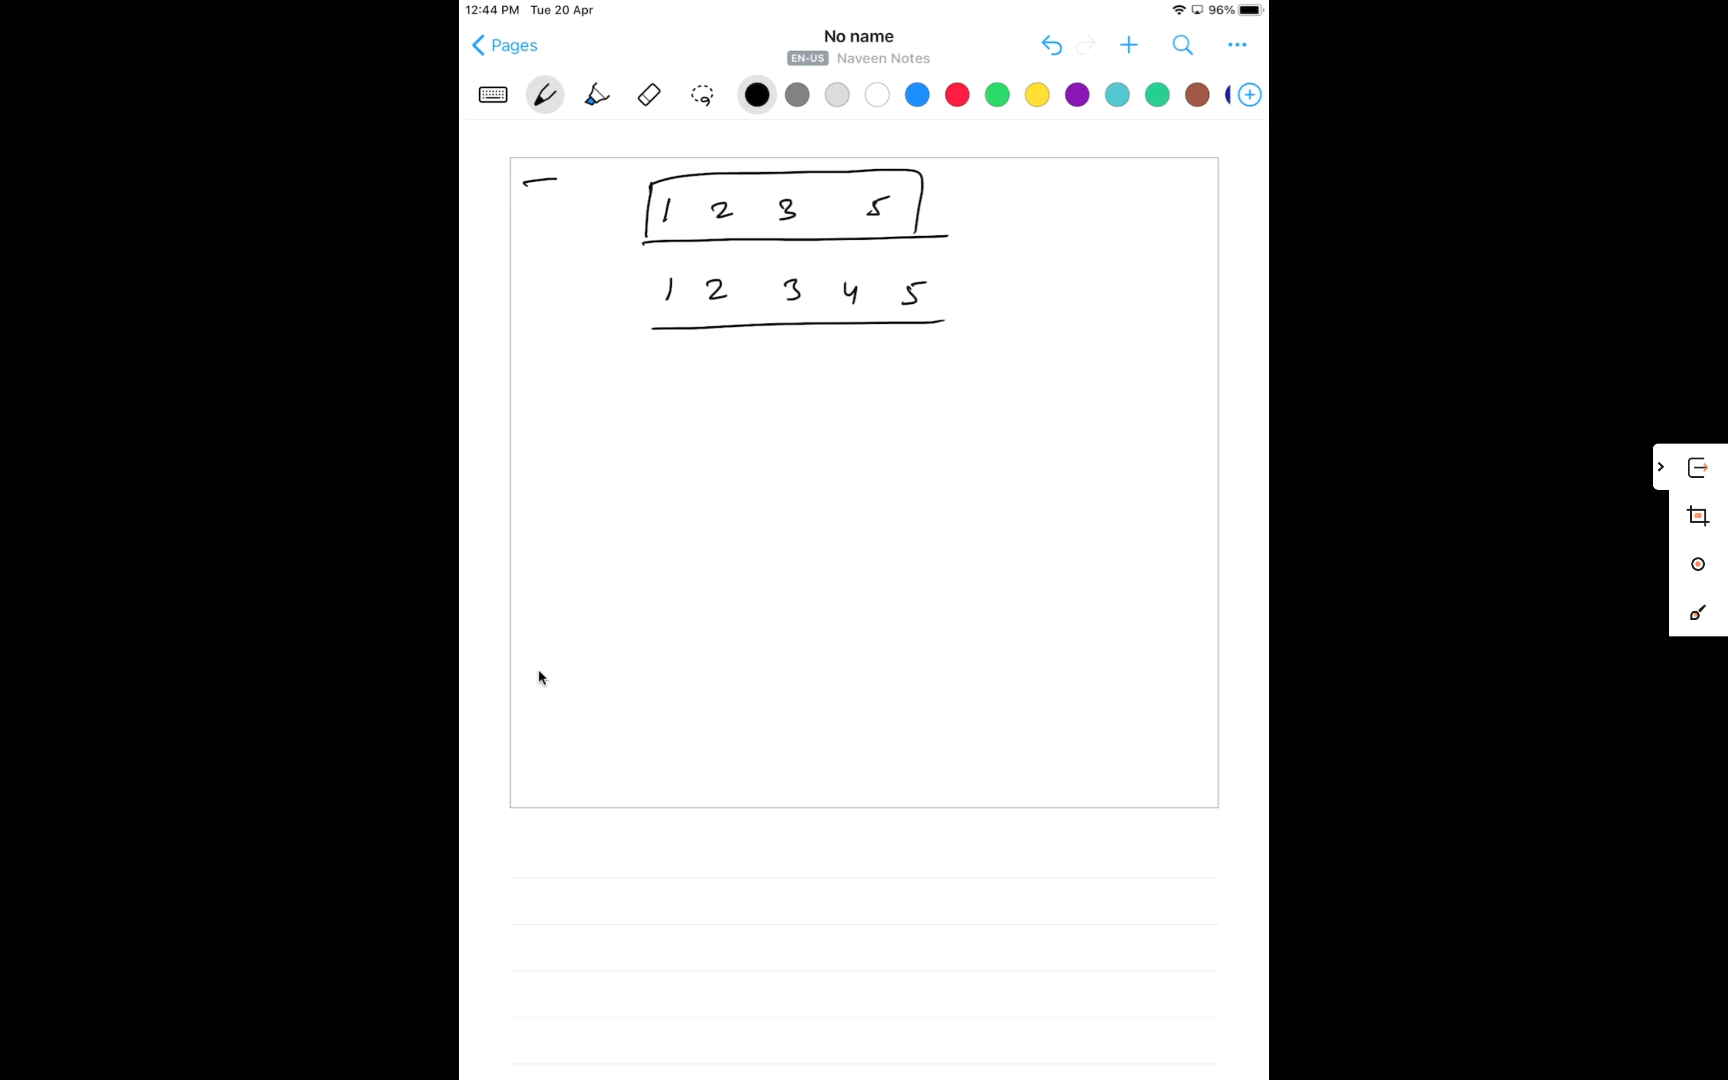 12:44 PM Tue 20 Apr
96%
Pages
No name
EN-US Naveen Notes
1 2 3 5
1 2 3 4 5